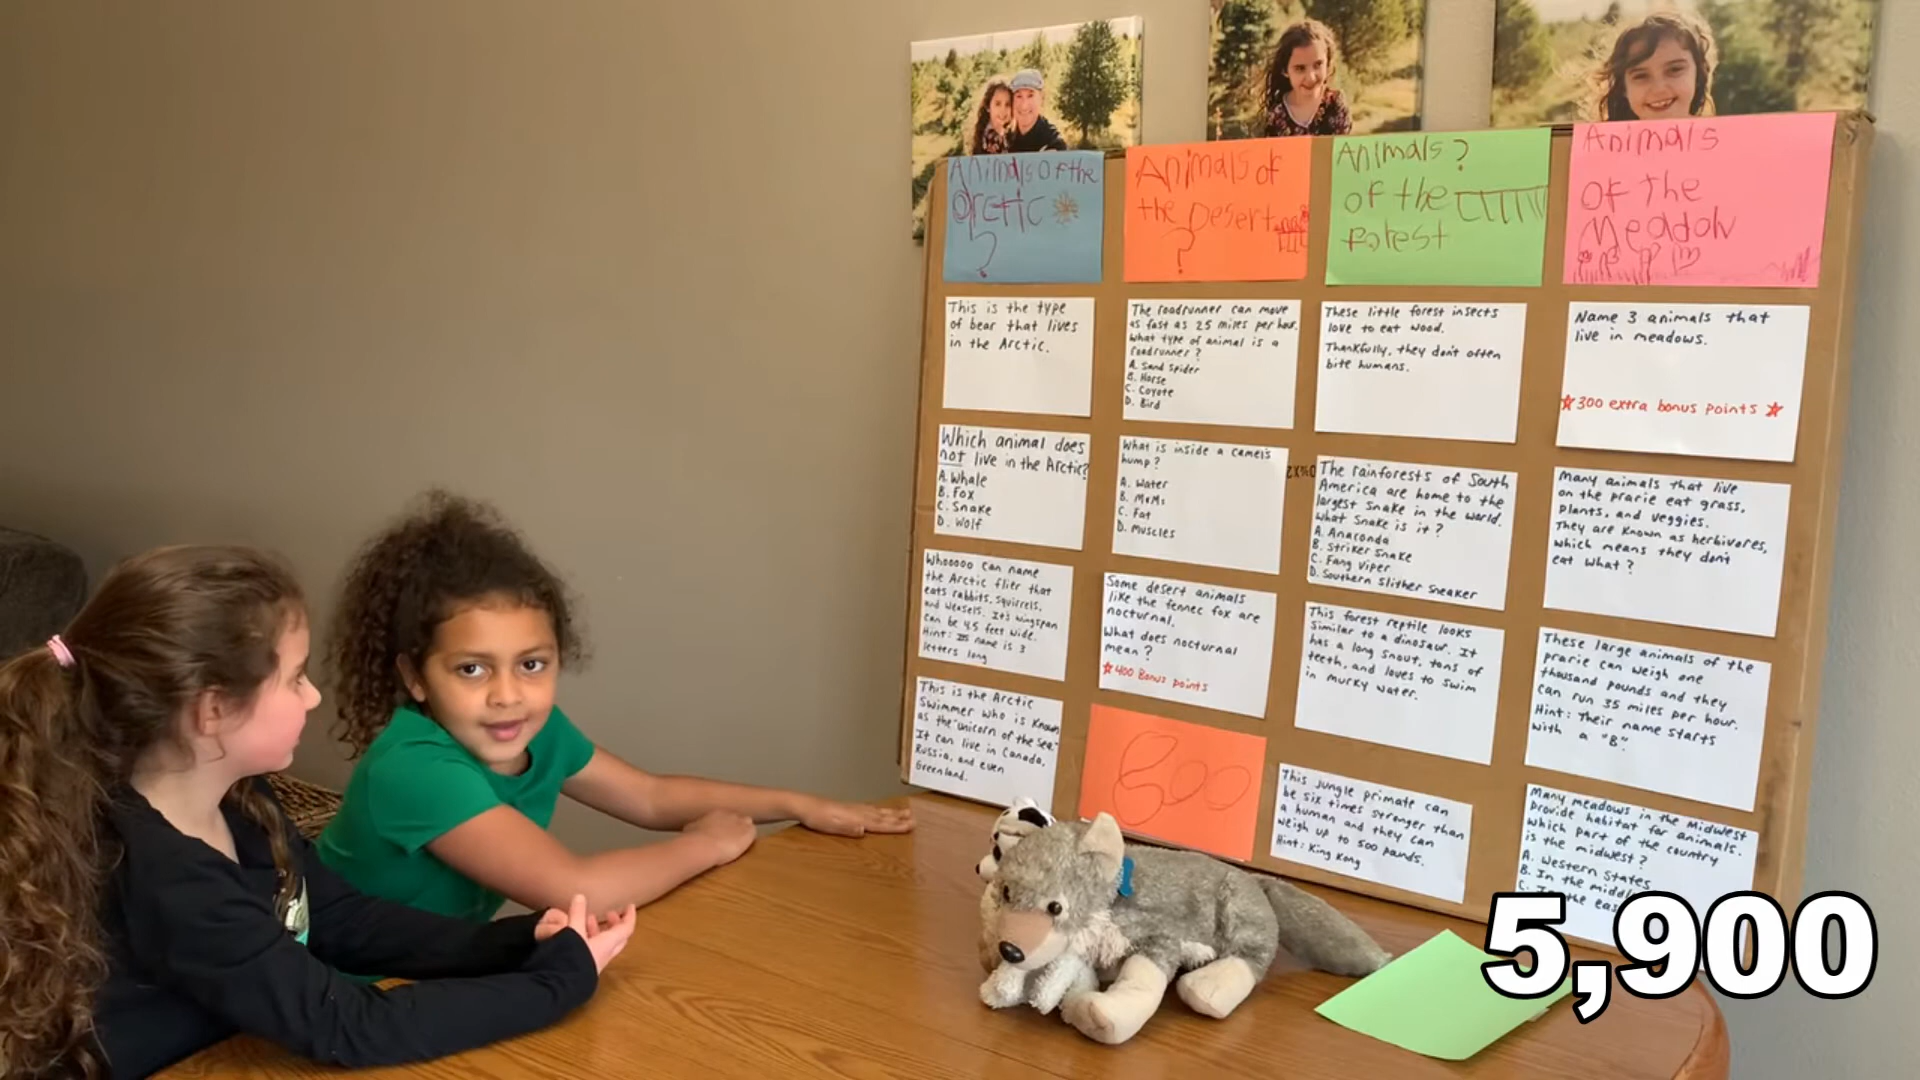 Animals Of the
Arctic
?
Animals of
the Desert
?
Animals?
of the
Forest
Animals
Of The
Meadow
This is the type
of bear that lives
in the Arctic.
The roadrunner can move
as fast as 25 miles per hour.
What type of animal is a
roadrunner?
A. Sand Spider
B. Horse
C. Coyote
D. Bird
These little forest insects
love to eat wood.
Thankfully, they don't often
bite humans.
Name 3 animals that
live in meadows.
300 extra bonus points
Which animal does
not live in the Arctic?
A. Whale
B. Fox
C. Snake
D. Wolf
What is inside a camel's
hump?
A. Water
B. M&Ms
C. Fat
D. Muscles
The rainforests of South
America are home to the
largest snake in the world.
What snake is it?
A. Anaconda
B. Striker Snake
C. Fang Viper
D. Southern Slither Sneaker
Many animals that live
on the prarie eat grass,
plants, and veggies.
They are known as herbivores,
which means they don't
eat what?
Whooooo can name
the Arctic flier that
eats rabbits, squirrels,
and weasels. It's wingspan
can be 4.5 feet wide.
Hint: Its name is 3
letters long
Some desert animals
like the fennec fox are
nocturnal.
What does nocturnal
mean?
400 Bonus points
This forest reptile looks
similar to a dinosaur. It
has a long snout, tons of
teeth, and loves to swim
in murky water.
These large animals of the
prarie can weigh one
thousand pounds and they
can run 35 miles per hour.
Hint: Their name starts
with a "B".
This is the Arctic
Swimmer who is known
as the "unicorn of the sea."
It can live in Canada,
Russia, and even
Greenland.
800
This jungle primate can
be six times stronger than
a human and they can
weigh up to 500 pounds.
Hint: King Kong
Many meadows in the Midwest
provide habitat for animals.
Which part of the country
is the midwest?
A. Western States
B. In the middl
C. In the eas
5,900